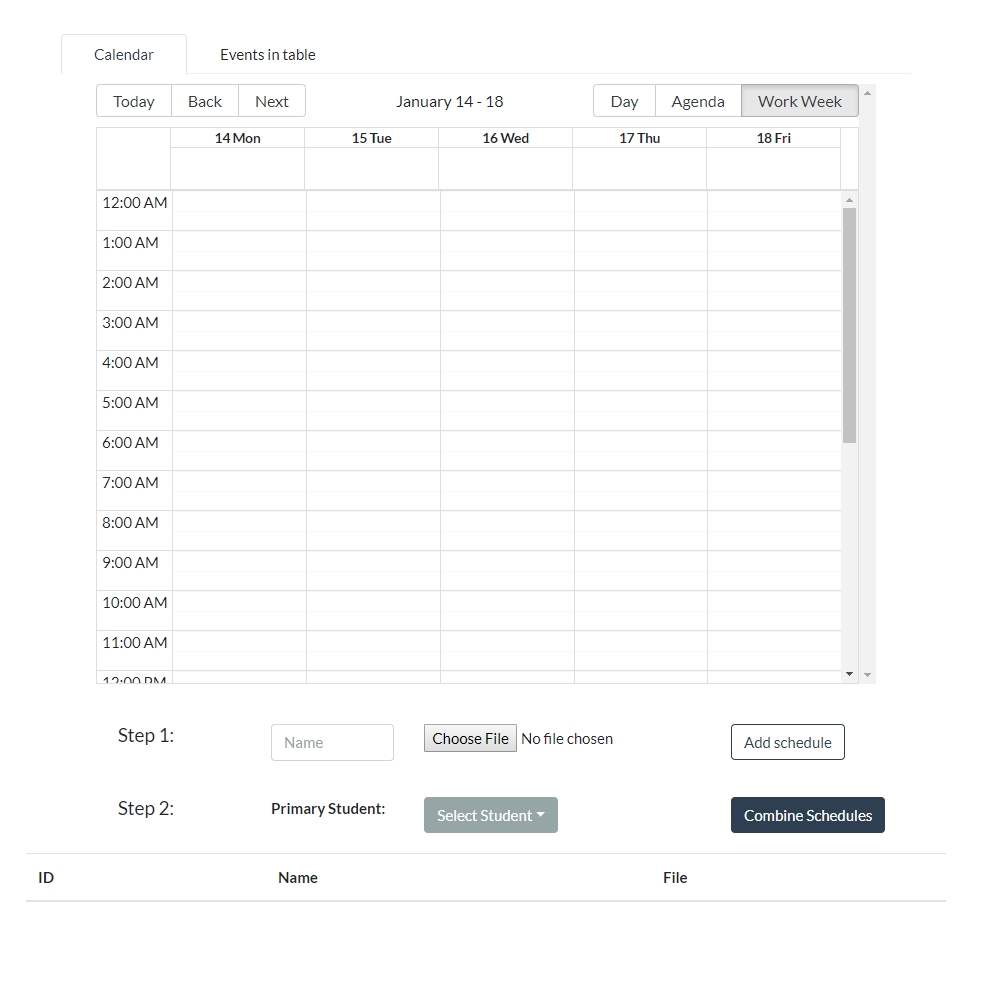 Calendar Events in table
Today Back Next January 14 - 18 Day Agenda Work Week
14 Mon 15 Tue 16 Wed 17 Thu 18 Fri
12:00 AM
1:00 AM
2:00 AM
3:00 AM
4:00 AM
5:00 AM
6:00 AM
7:00 AM
8:00 AM
9:00 AM
10:00 AM
11:00 AM
12:00 PM
Step 1: Name Choose File No file chosen Add schedule
Step 2: Primary Student: Select Student Combine Schedules
ID Name File